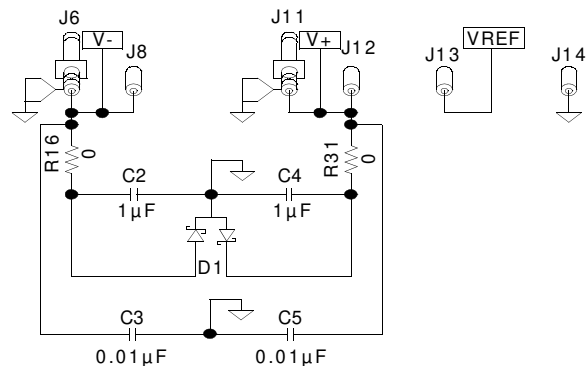 J6
V-
J8
J11
V+
J12
J13
VREF
J14
R16
0
R31
0
C2
1µF
C4
1µF
D1
C3
0.01µF
C5
0.01µF